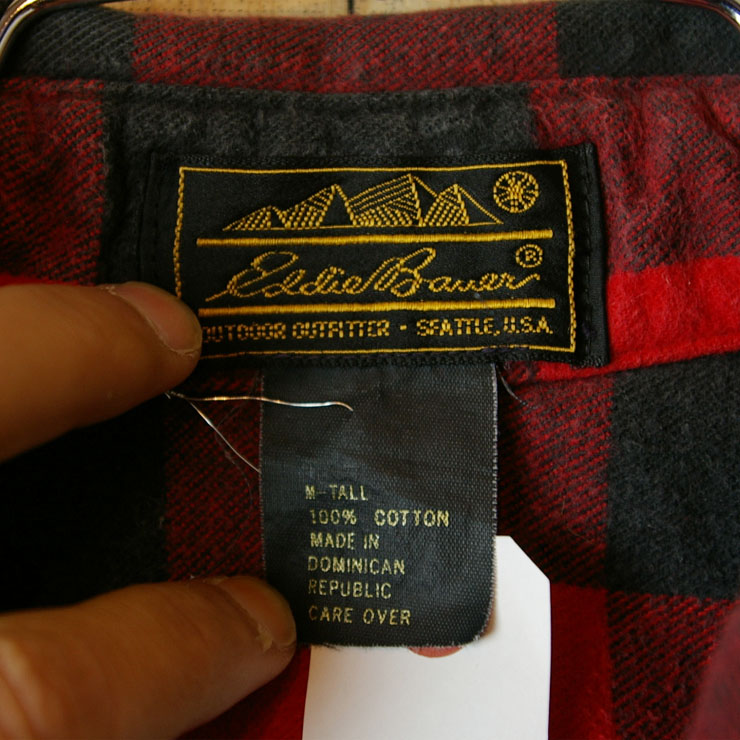 Eddie Bauer®
OUTDOOR OUTFITTER · SEATTLE, U.S.A.
M-TALL
100% COTTON
MADE IN
DOMINICAN
REPUBLIC
CARE OVER